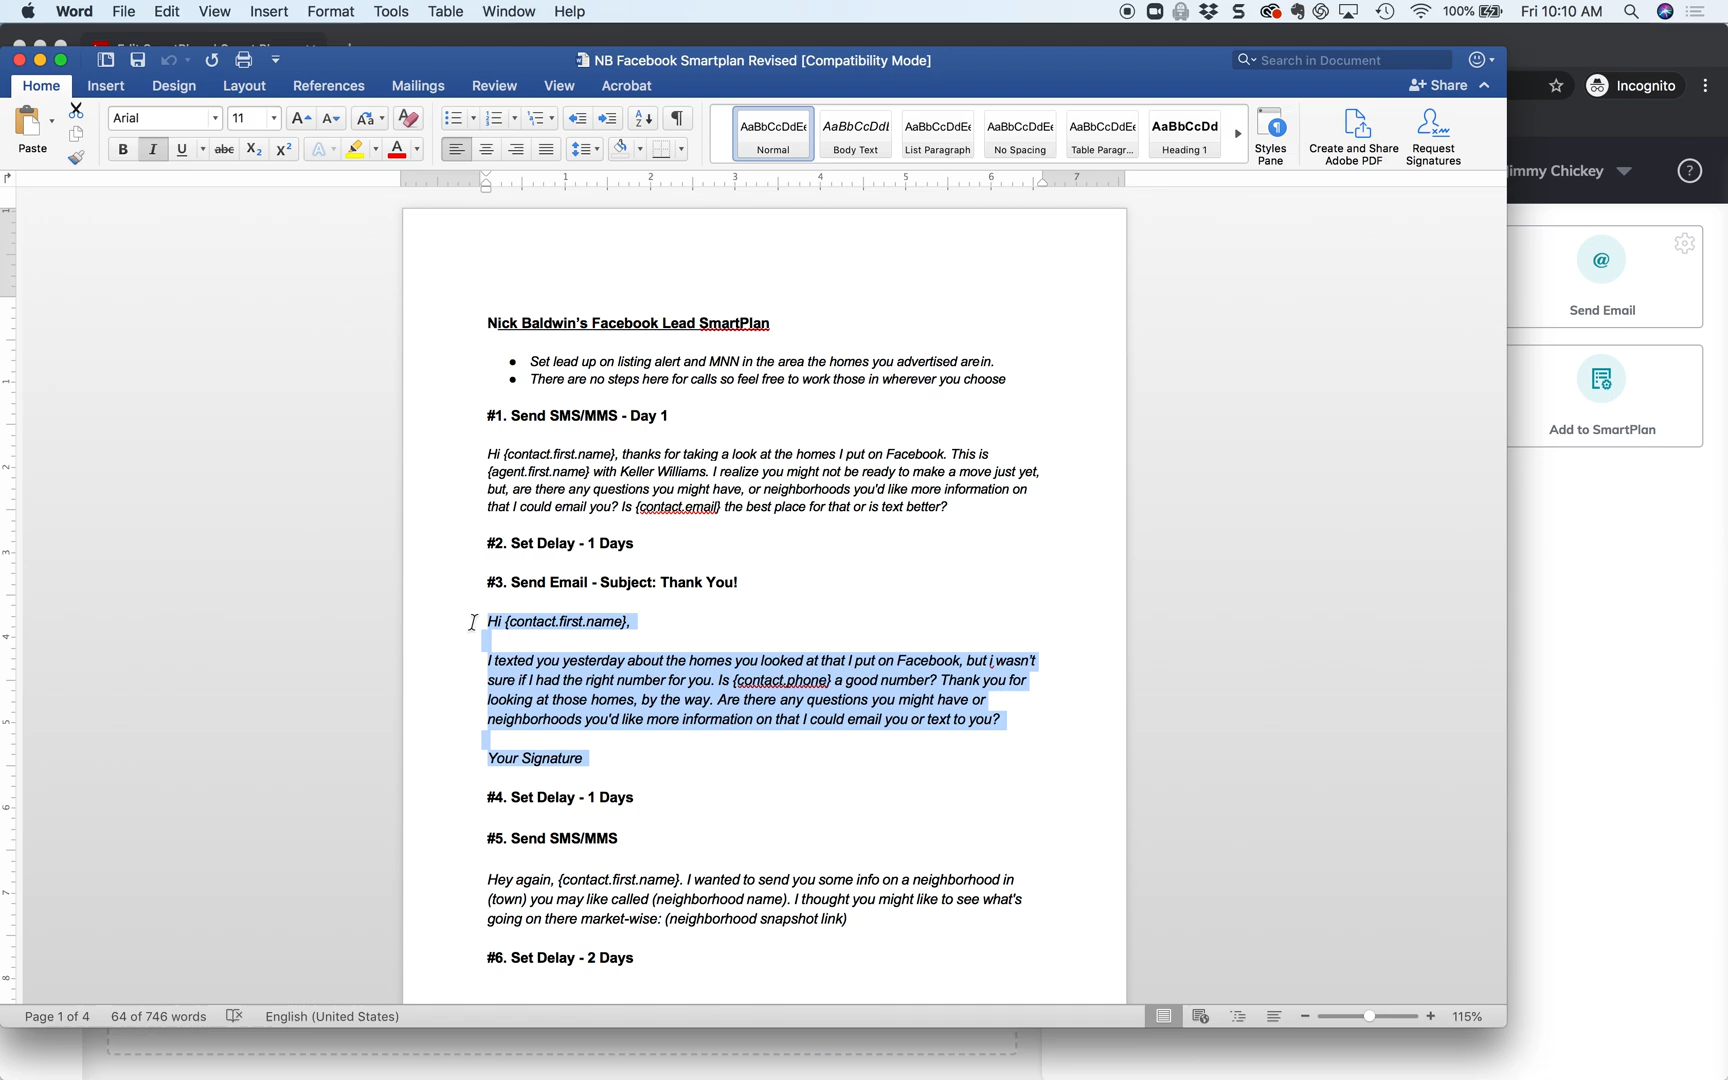 Word File Edit View Insert Format Tools Table Window Help
100% Fri 10:10 AM
NB Facebook Smartplan Revised [Compatibility Mode]
Search in Document
Home Insert Design Layout References Mailings Review View Acrobat
Share
Incognito
Paste
Arial 11
AaBbCcDdEe AaBbCcDdE AaBbCcDdEe AaBbCcDdEe AaBbCcDdEe AaBbCcDd
Normal Body Text List Paragraph No Spacing Table Paragr... Heading 1
Styles Pane
Create and Share Adobe PDF
Request Signatures
immy Chickey
1 2 3 4 5 6 7
Send Email
Add to SmartPlan
Nick Baldwin’s Facebook Lead SmartPlan
● Set lead up on listing alert and MNN in the area the homes you advertised arein.
● There are no steps here for calls so feel free to work those in wherever you choose
#1. Send SMS/MMS - Day 1
Hi {contact.first.name}, thanks for taking a look at the homes I put on Facebook. This is
{agent.first.name} with Keller Williams. I realize you might not be ready to make a move just yet,
but, are there any questions you might have, or neighborhoods you'd like more information on
that I could email you? Is {contact.email} the best place for that or is text better?
#2. Set Delay - 1 Days
#3. Send Email - Subject: Thank You!
Hi {contact.first.name},
I texted you yesterday about the homes you looked at that I put on Facebook, but i wasn't
sure if I had the right number for you. Is {contact.phone} a good number? Thank you for
looking at those homes, by the way. Are there any questions you might have or
neighborhoods you'd like more information on that I could email you or text to you?
Your Signature
#4. Set Delay - 1 Days
#5. Send SMS/MMS
Hey again, {contact.first.name}. I wanted to send you some info on a neighborhood in
(town) you may like called (neighborhood name). I thought you might like to see what's
going on there market-wise: (neighborhood snapshot link)
#6. Set Delay - 2 Days
Page 1 of 4 64 of 746 words English (United States) 115%